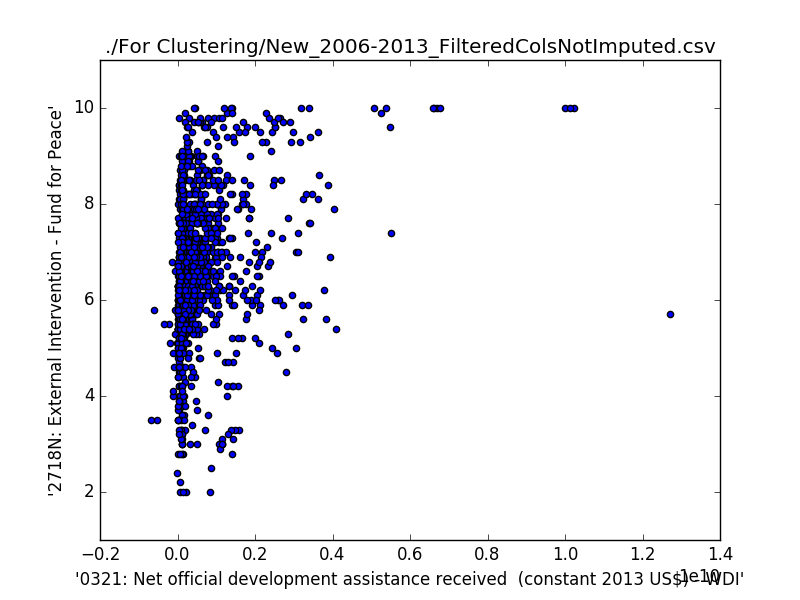 ./For Clustering/New_2006-2013_FilteredColsNotImputed.csv
'2718N: External Intervention - Fund for Peace'
10
8
6
4
2
−0.2 0.0 0.2 0.4 0.6 0.8 1.0 1.2 1.4
1e10
'0321: Net official development assistance received  (constant 2013 US$) - WDI'